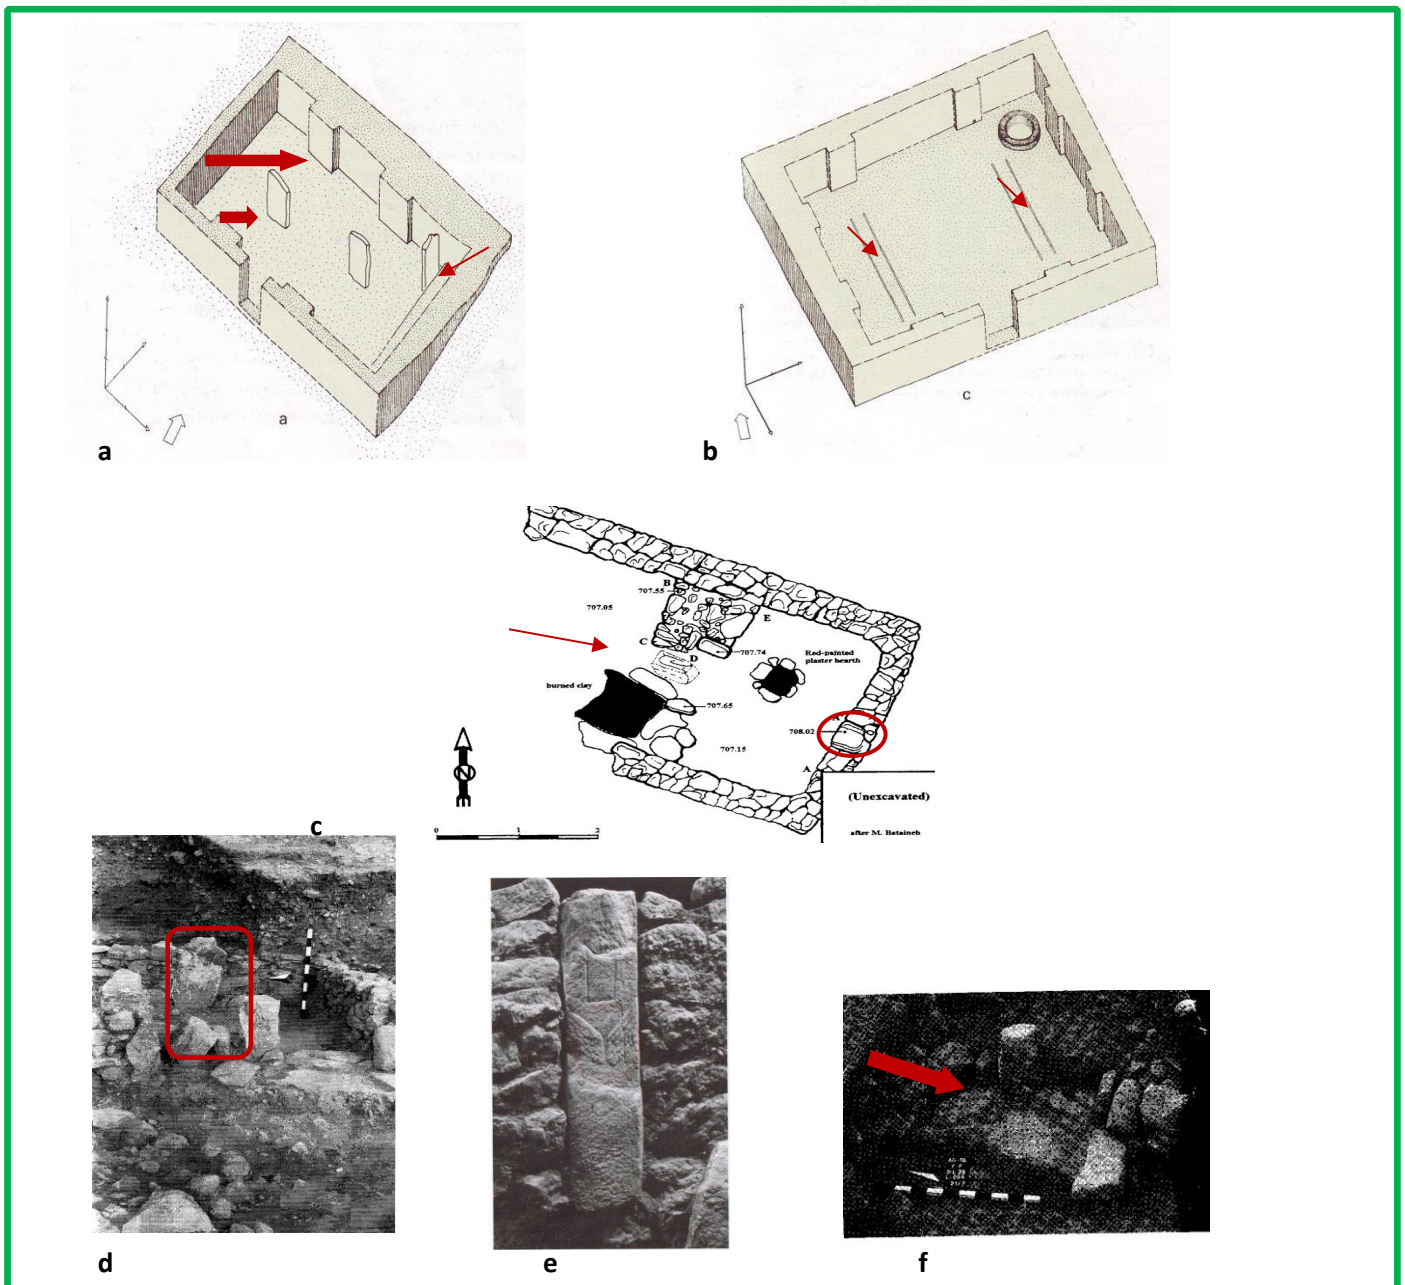 a
a
c
b
B
707.55
707.05
E
C
D
707.74
Red-painted
plaster hearth
burned clay
707.65
A
708.02
707.15
A
(Unexcavated)
after M. Bataineh
0 1 2
c
d
e
f